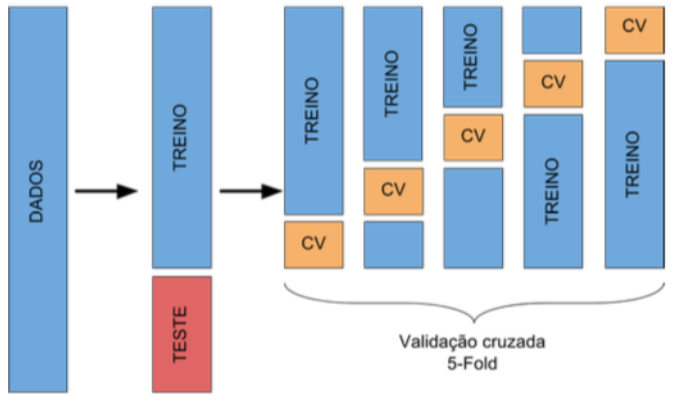 DADOS
TREINO
TESTE
TREINO
CV
TREINO
CV
TREINO
CV
CV
TREINO
CV
TREINO
Validação cruzada
5-Fold